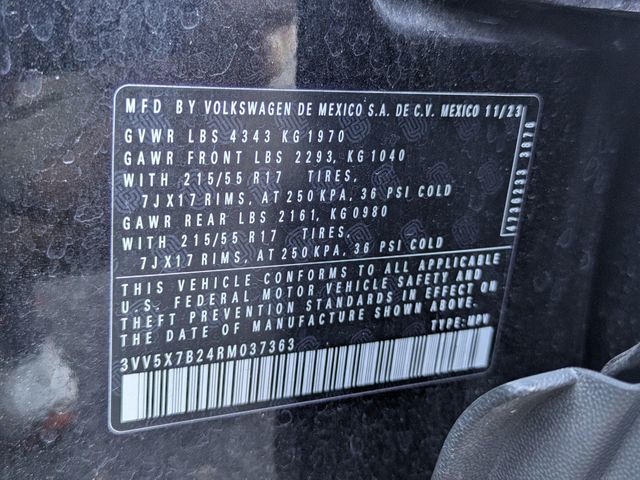 MFD BY VOLKSWAGEN DE MEXICO S.A. DE C.V. MEXICO 11/23
GVWR LBS 4343 KG 1970
GAWR FRONT LBS 2293, KG 1040
WITH 215/55 R17 TIRES,
7JX17 RIMS, AT 250 KPA, 36 PSI COLD
GAWR REAR LBS 2161, KG 0980
WITH 215/55 R17 TIRES,
7JX17 RIMS, AT 250 KPA, 36 PSI COLD
THIS VEHICLE CONFORMS TO ALL APPLICABLE
U.S. FEDERAL MOTOR VEHICLE SAFETY AND
THEFT PREVENTION STANDARDS IN EFFECT ON
THE DATE OF MANUFACTURE SHOWN ABOVE.
3VV5X7B24RM037363 TYPE: MPV